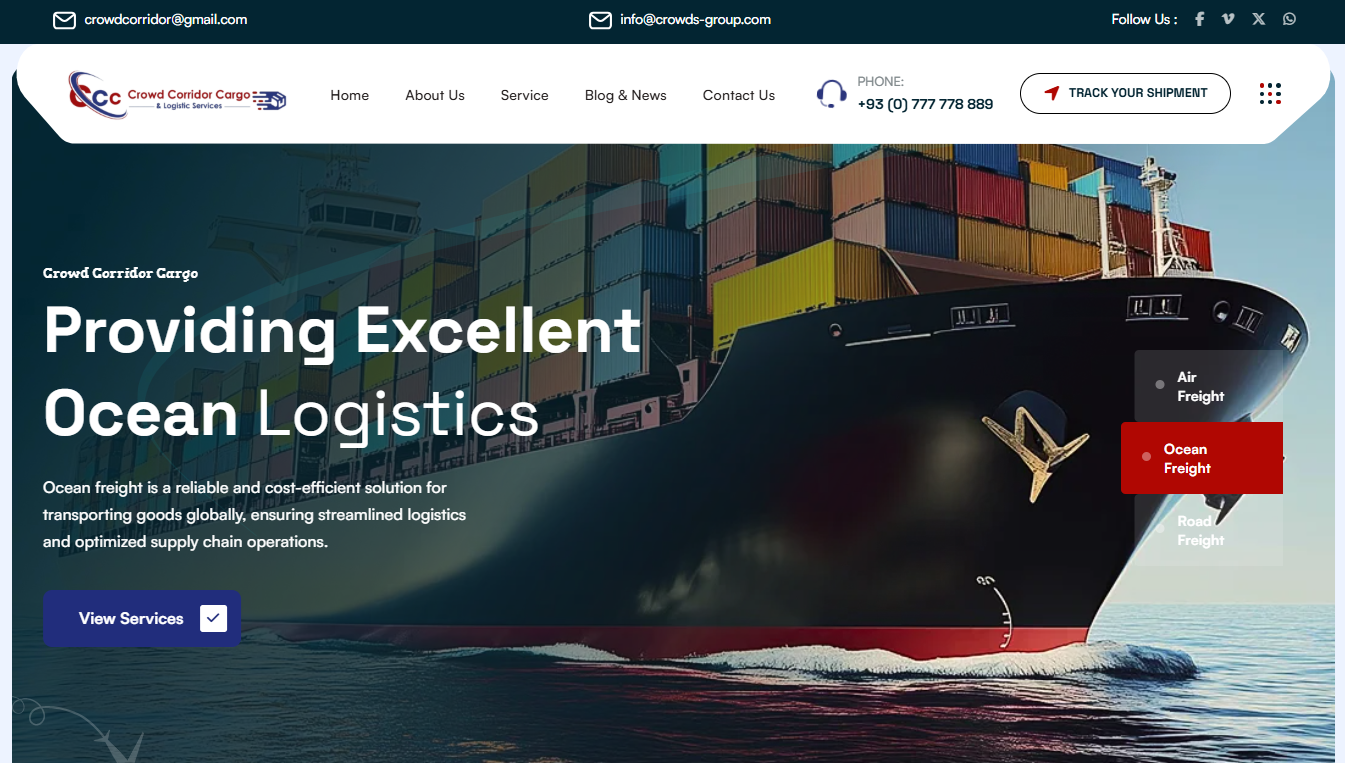 crowdcorridor@gmail.com
info@crowds-group.com
Follow Us :
CCc
Crowd Corridor Cargo
& Logistic Services
Home
About Us
Service
Blog & News
Contact Us
PHONE:
+93 (0) 777 778 889
TRACK YOUR SHIPMENT
Crowd Corridor Cargo
Providing Excellent
Ocean Logistics
Ocean freight is a reliable and cost-efficient solution for
transporting goods globally, ensuring streamlined logistics
and optimized supply chain operations.
View Services
Air
Freight
Ocean
Freight
Road
Freight